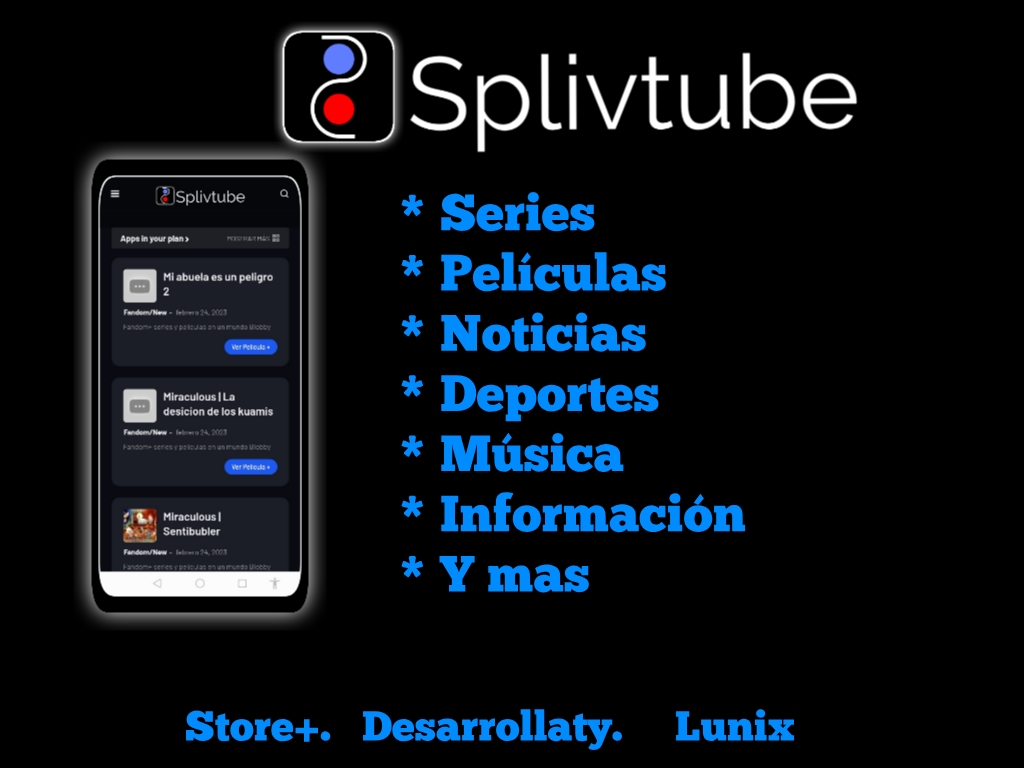 Splivtube
Splivtube
Apps in your plan >
MOSTRAR MÁS
Mi abuela es un peligro
2
Fandom/New - febrero 24, 2023
Fandom+ series y peliculas en un mundo Blobby
Ver Pelicula +
Miraculous | La
desicion de los kuamis
Fandom/New - febrero 24, 2023
Fandom+ series y peliculas en un mundo Blobby
Ver Pelicula +
Miraculous |
Sentibubler
Fandom/New - febrero 24, 2023
Fandom+ series y peliculas en un mundo Blobby
* Series
* Películas
* Noticias
* Deportes
* Música
* Información
* Y mas
Store+. Desarrollaty. Lunix